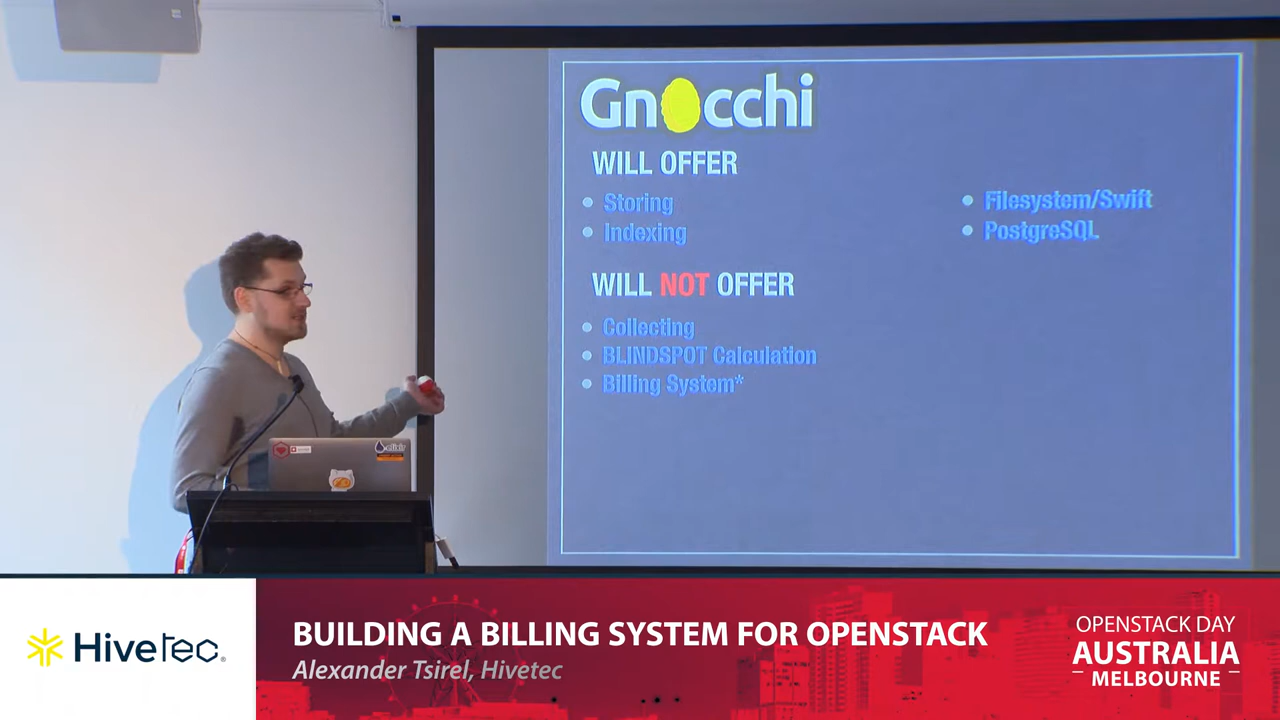 Gnocchi
WILL OFFER
• Storing
• Indexing
• Filesystem/Swift
• PostgreSQL
WILL NOT OFFER
• Collecting
• BLINDSPOT Calculation
• Billing System*
elixir
Hivetec
BUILDING A BILLING SYSTEM FOR OPENSTACK
Alexander Tsirel, Hivetec
OPENSTACK DAY
AUSTRALIA
MELBOURNE